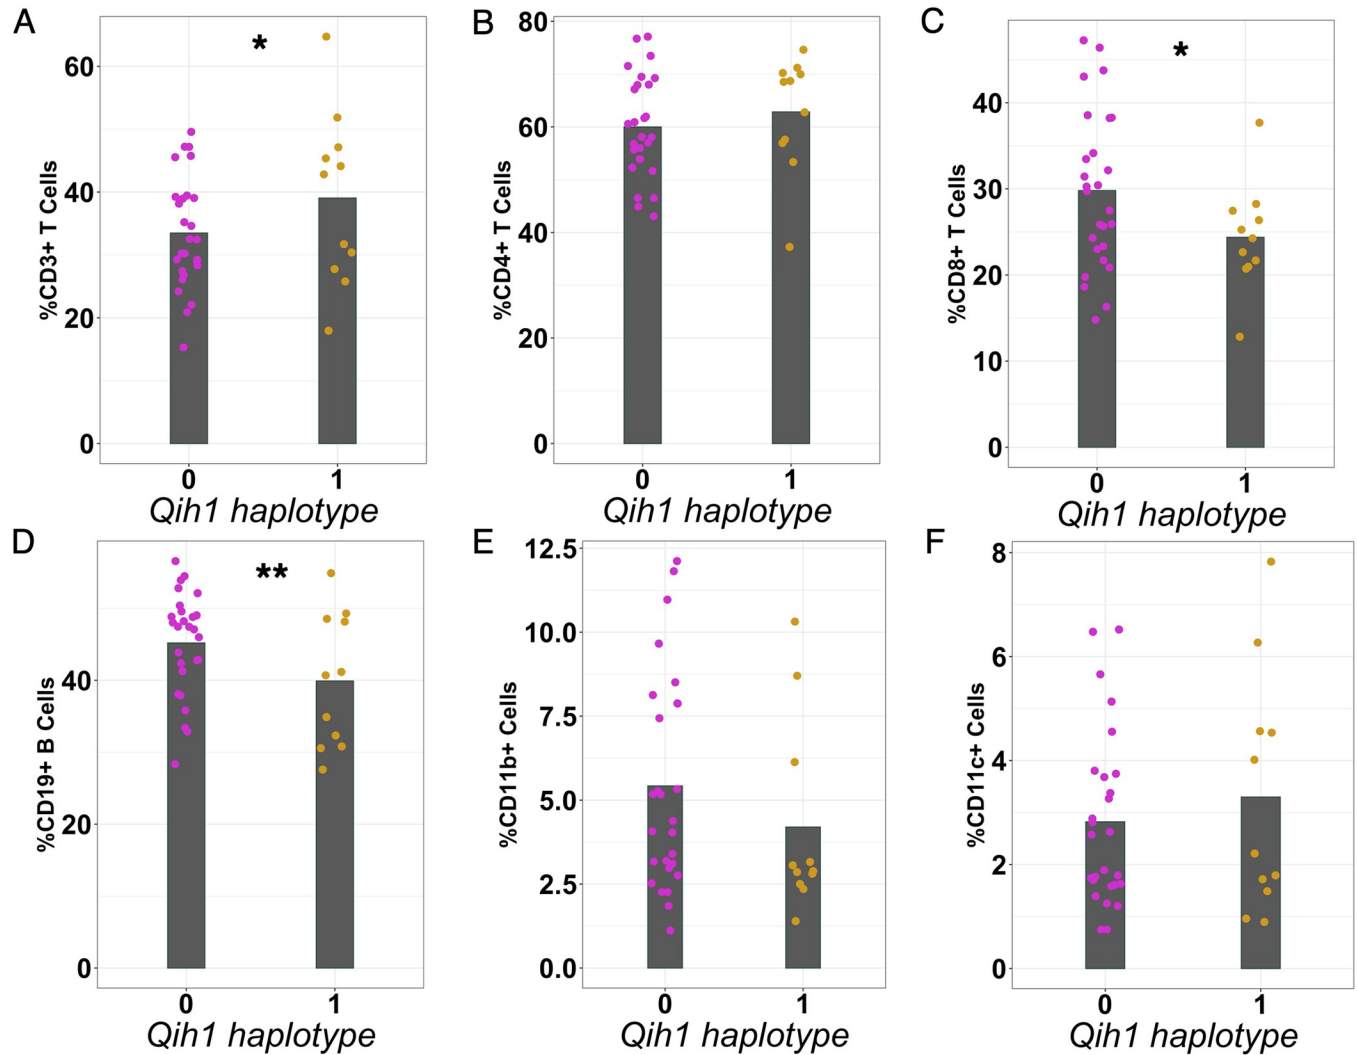 A
*
%CD3+ T Cells
60
40
20
0
0 1
Qih1 haplotype
B
%CD4+ T Cells
80
60
40
20
0
0 1
Qih1 haplotype
C
*
%CD8+ T Cells
40
30
20
10
0
0 1
Qih1 haplotype
D
**
%CD19+ B Cells
40
20
0
0 1
Qih1 haplotype
E
%CD11b+ Cells
12.5
10.0
7.5
5.0
2.5
0.0
0 1
Qih1 haplotype
F
%CD11c+ Cells
8
6
4
2
0
0 1
Qih1 haplotype